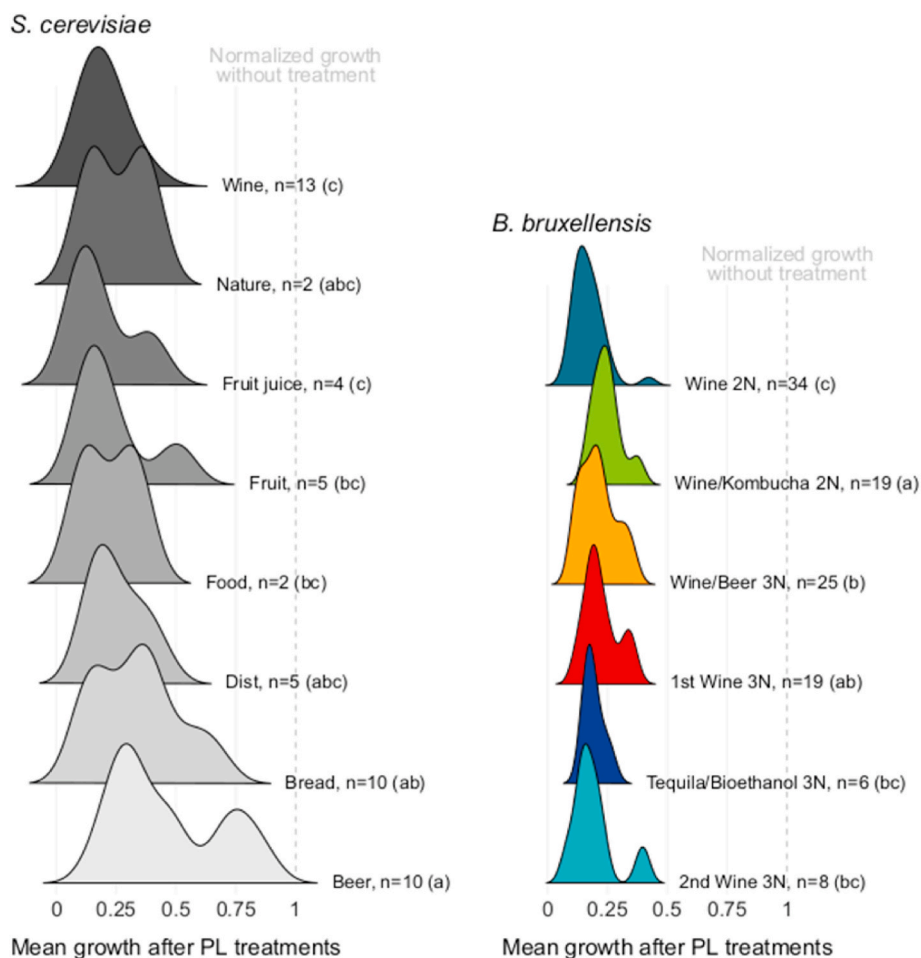 S. cerevisiae
Normalized growth
without treatment
Wine, n=13 (c)
Nature, n=2 (abc)
Fruit juice, n=4 (c)
Fruit, n=5 (bc)
Food, n=2 (bc)
Dist, n=5 (abc)
Bread, n=10 (ab)
Beer, n=10 (a)
0 0.25 0.5 0.75 1
Mean growth after PL treatments
B. bruxellensis
Normalized growth
without treatment
Wine 2N, n=34 (c)
Wine/Kombucha 2N, n=19 (a)
Wine/Beer 3N, n=25 (b)
1st Wine 3N, n=19 (ab)
Tequila/Bioethanol 3N, n=6 (bc)
2nd Wine 3N, n=8 (bc)
0 0.25 0.5 0.75 1
Mean growth after PL treatments